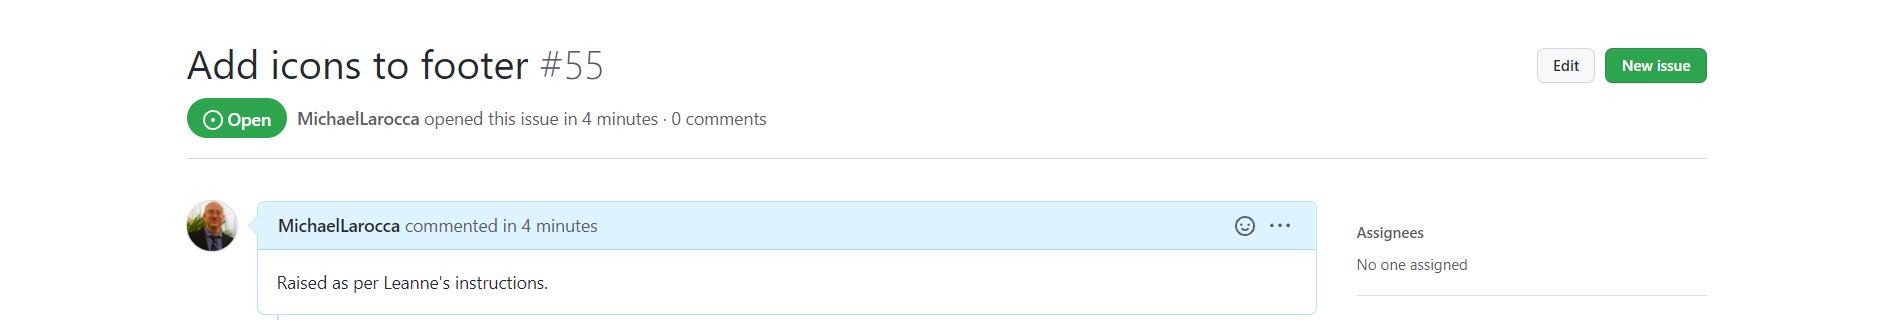 Add icons to footer #55
Edit
New issue
Open
MichaelLarocca opened this issue in 4 minutes · 0 comments
MichaelLarocca commented in 4 minutes
Assignees
No one assigned
Raised as per Leanne's instructions.